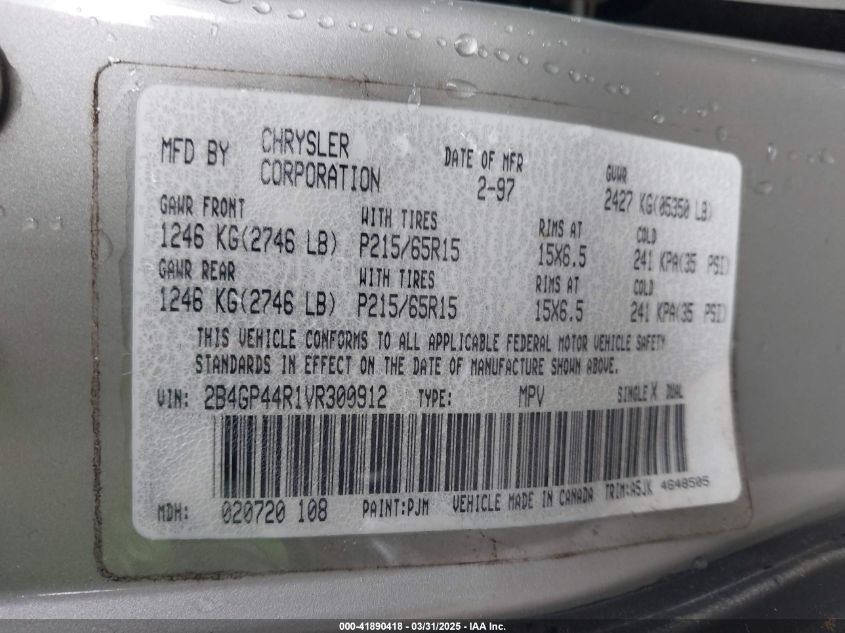 MFD BY CHRYSLER CORPORATION DATE OF MFR 2-97 GVWR 2427 KG(05350 LB)
GAWR FRONT WITH TIRES RIMS AT COLD
1246 KG(2746 LB) P215/65R15 15X6.5 241 KPA(35 PSI)
GAWR REAR WITH TIRES RIMS AT COLD
1246 KG(2746 LB) P215/65R15 15X6.5 241 KPA(35 PSI)
THIS VEHICLE CONFORMS TO ALL APPLICABLE FEDERAL MOTOR VEHICLE SAFETY
STANDARDS IN EFFECT ON THE DATE OF MANUFACTURE SHOWN ABOVE.
VIN: 2B4GP44R1VR300912 TYPE: MPV SINGLE X DUAL
MDH: 020720 108 PAINT:PJM VEHICLE MADE IN CANADA TRIM:A5JK 4648505
000-41890418 - 03/31/2025 - IAA Inc.